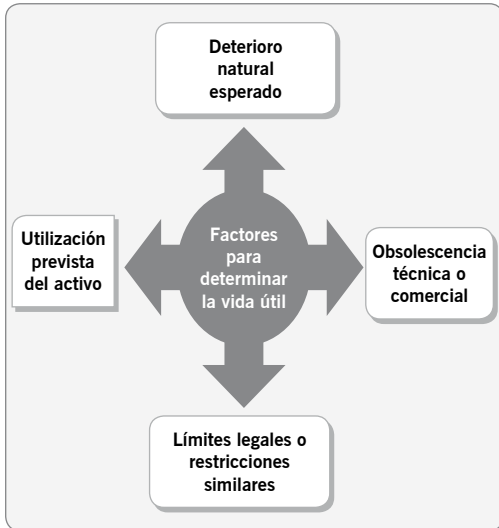 Deterioro
natural
esperado
Utilización
prevista
del activo
Factores
para
determinar
la vida útil
Obsolescencia
técnica o
comercial
Límites legales o
restricciones
similares